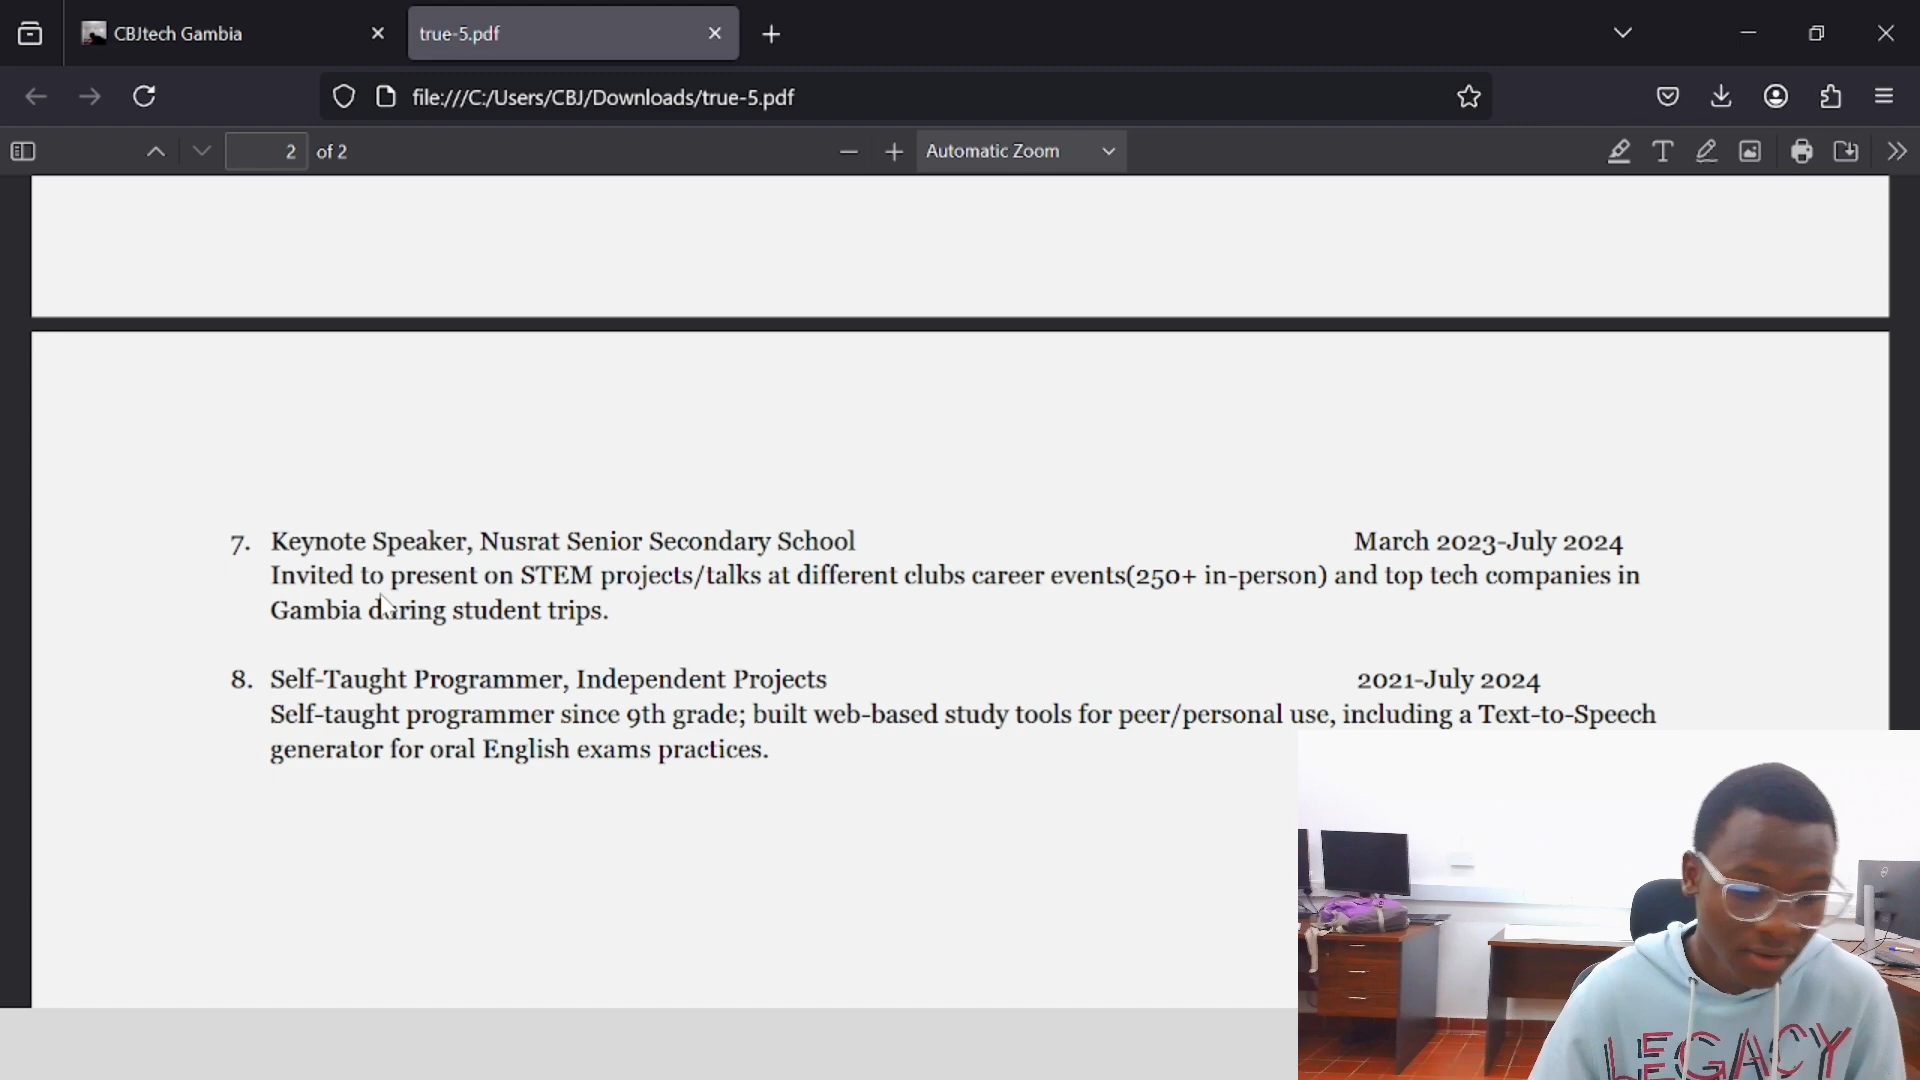 CBJtech Gambia
true-5.pdf
file:///C:/Users/CBJ/Downloads/true-5.pdf
2 of 2
Automatic Zoom
7. Keynote Speaker, Nusrat Senior Secondary School March 2023-July 2024
Invited to present on STEM projects/talks at different clubs career events(250+ in-person) and top tech companies in
Gambia during student trips.
8. Self-Taught Programmer, Independent Projects 2021-July 2024
Self-taught programmer since 9th grade; built web-based study tools for peer/personal use, including a Text-to-Speech
generator for oral English exams practices.
LEGACY